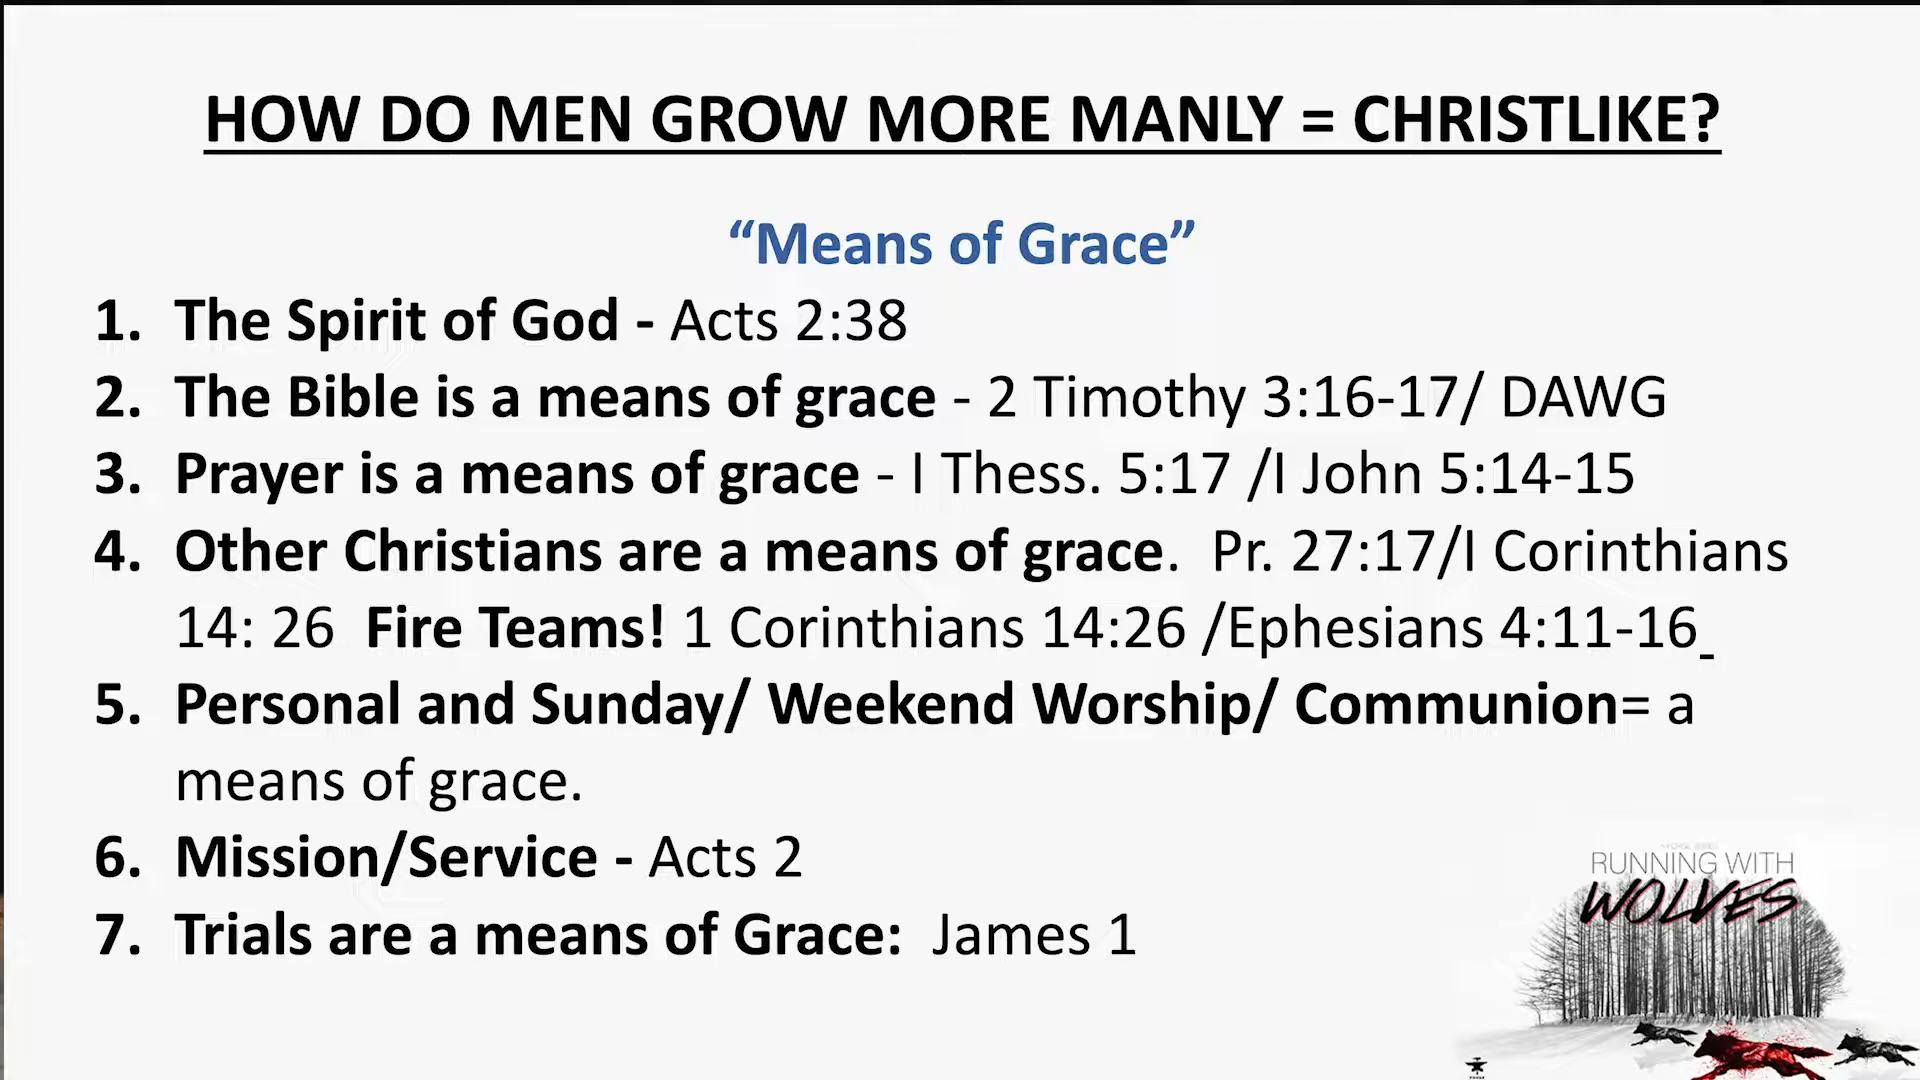 HOW DO MEN GROW MORE MANLY = CHRISTLIKE?
“Means of Grace”
1. The Spirit of God - Acts 2:38
2. The Bible is a means of grace - 2 Timothy 3:16-17/ DAWG
3. Prayer is a means of grace - I Thess. 5:17 /I John 5:14-15
4. Other Christians are a means of grace. Pr. 27:17/I Corinthians
14: 26 Fire Teams! 1 Corinthians 14:26 /Ephesians 4:11-16_
5. Personal and Sunday/ Weekend Worship/ Communion= a
means of grace.
6. Mission/Service - Acts 2
7. Trials are a means of Grace: James 1
RUNNING WITH
WOLVES